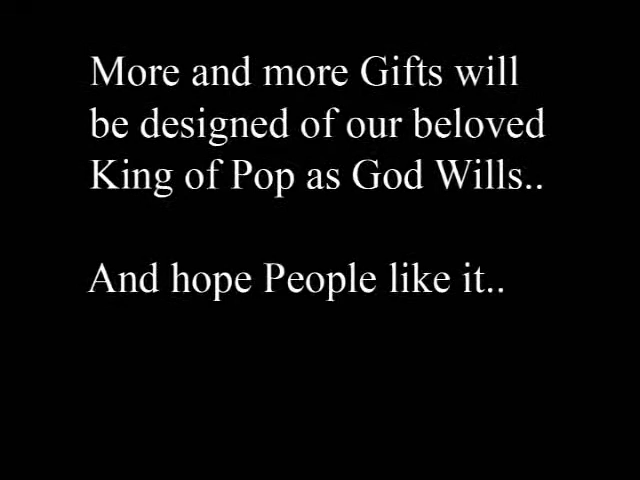 More and more Gifts will
be designed of our beloved
King of Pop as God Wills..
And hope People like it..